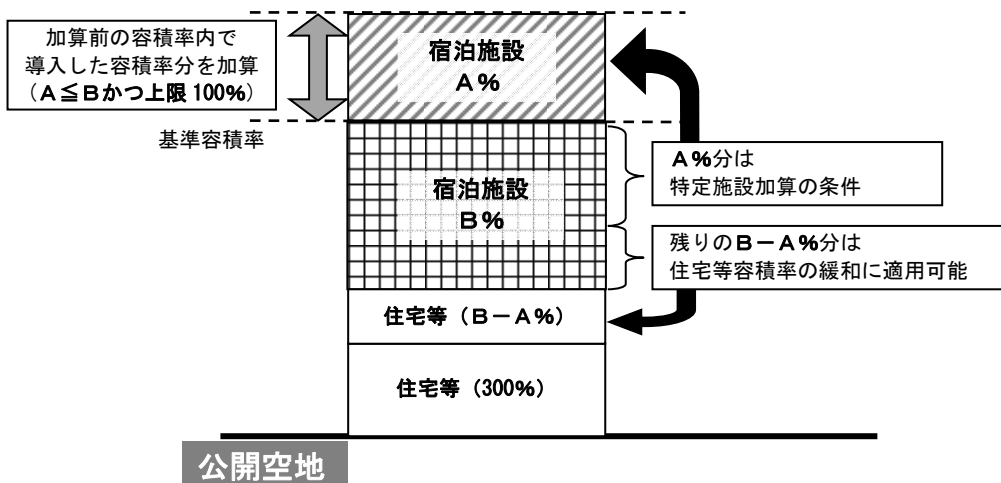 加算前の容積率内で
導入した容積率分を加算
（Ａ≦Ｂかつ上限100%）
基準容積率
宿泊施設
Ａ％
宿泊施設
Ｂ％
住宅等（Ｂ－Ａ％）
住宅等（300％）
Ａ％分は
特定施設加算の条件
残りのＢ－Ａ％分は
住宅等容積率の緩和に適用可能
公開空地